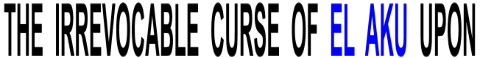 THE IRREVOCABLE CURSE OF EL AKU UPON